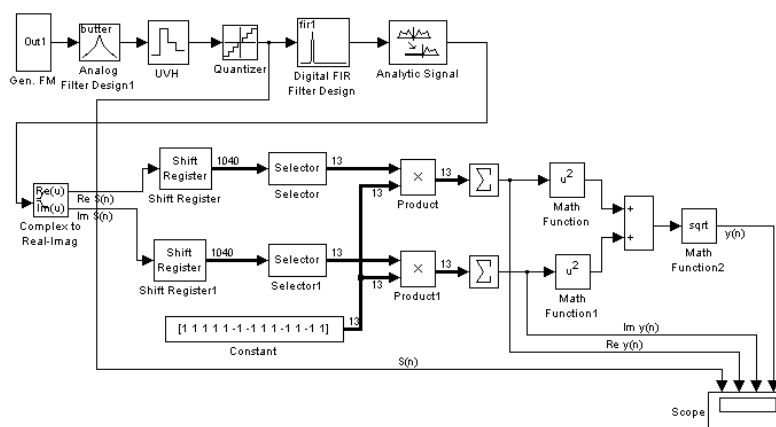 Out1
Gen. FM
butter
Analog
Filter Design1
UVH
Quantizer
fir1
Digital FIR
Filter Design
Analytic Signal
Re(u)
Im(u)
Re S(n)
Im S(n)
Complex to
Real-Imag
Shift
Register
Shift Register
1040
Selector
Selector
13
13
×
Product
13
Σ
u²
Math
Function
+
+
sqrt
Math
Function2
y(n)
Shift
Register
Shift Register1
1040
Selector
Selector1
13
13
×
Product1
13
Σ
u²
Math
Function1
[1 1 1 1 1 -1 -1 1 1 -1 1 -1 1]
13
Constant
Im y(n)
Re y(n)
S(n)
Scope